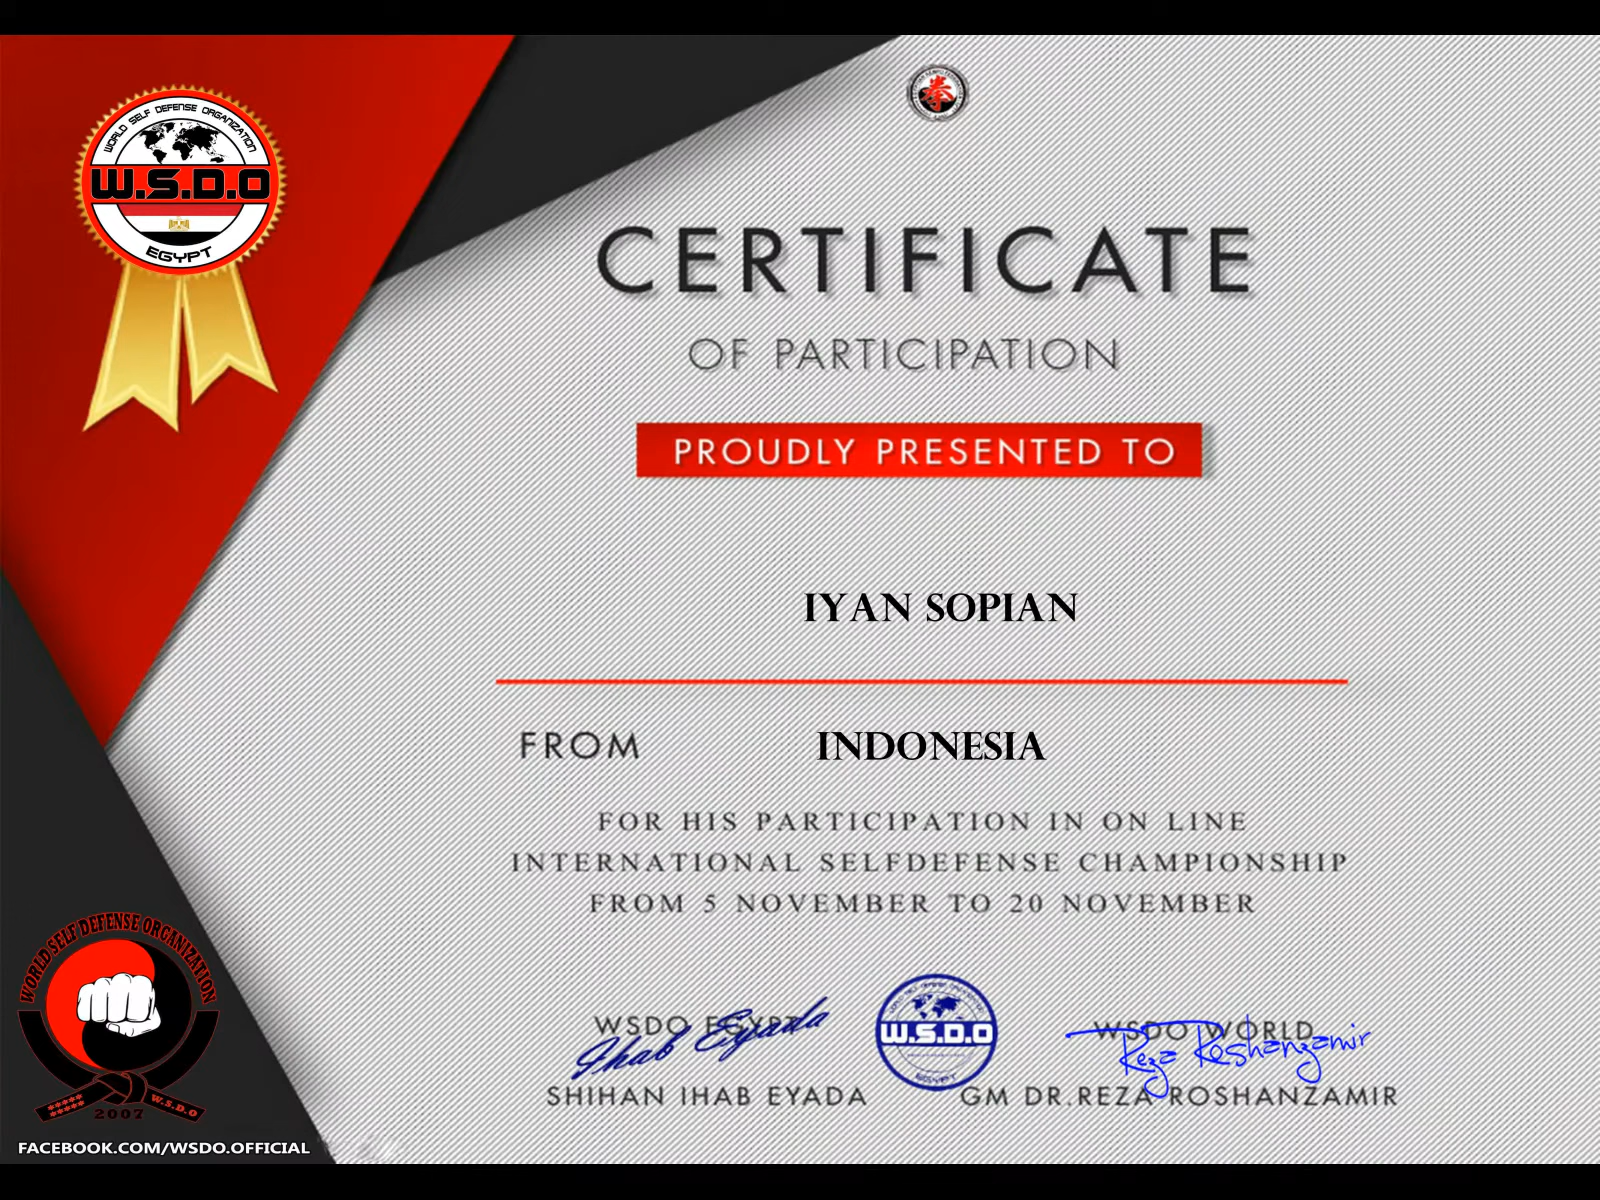 WORLD SELF DEFENSE ORGANIZATION
W.S.D.O
EGYPT
拳
CERTIFICATE
OF PARTICIPATION
PROUDLY PRESENTED TO
IYAN SOPIAN
FROM INDONESIA
FOR HIS PARTICIPATION IN ON LINE
INTERNATIONAL SELFDEFENSE CHAMPIONSHIP
FROM 5 NOVEMBER TO 20 NOVEMBER
WSDO EGYPT
Ihab Eyada
SHIHAN IHAB EYADA
W.S.D.O
EGYPT
WSDO WORLD
Reza Roshanzamir
GM DR.REZA ROSHANZAMIR
WORLD SELF DEFENSE ORGANIZATION
W.S.D.O
2007
FACEBOOK.COM/WSDO.OFFICIAL